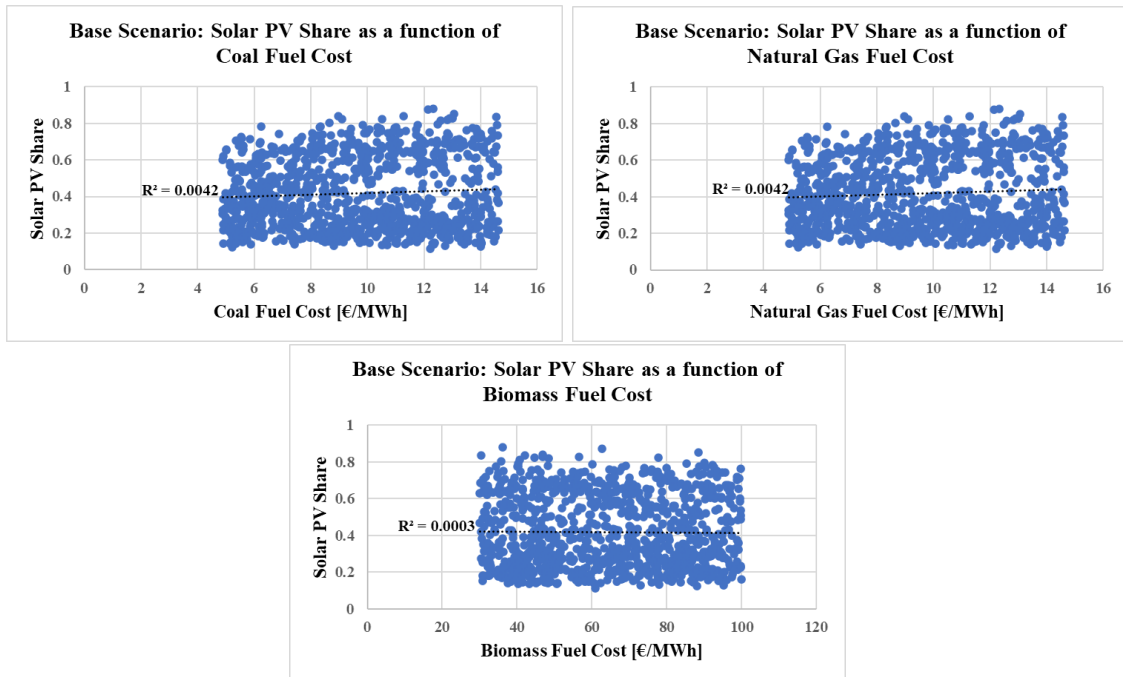 Base Scenario: Solar PV Share as a function of
Coal Fuel Cost
1
0.8
0.6
0.4
0.2
0
Solar PV Share
R² = 0.0042
0 2 4 6 8 10 12 14 16
Coal Fuel Cost [€/MWh]
Base Scenario: Solar PV Share as a function of
Natural Gas Fuel Cost
1
0.8
0.6
0.4
0.2
0
Solar PV Share
R² = 0.0042
0 2 4 6 8 10 12 14 16
Natural Gas Fuel Cost [€/MWh]
Base Scenario: Solar PV Share as a function of
Biomass Fuel Cost
1
0.8
0.6
0.4
0.2
0
Solar PV Share
R² = 0.0003
0 20 40 60 80 100 120
Biomass Fuel Cost [€/MWh]